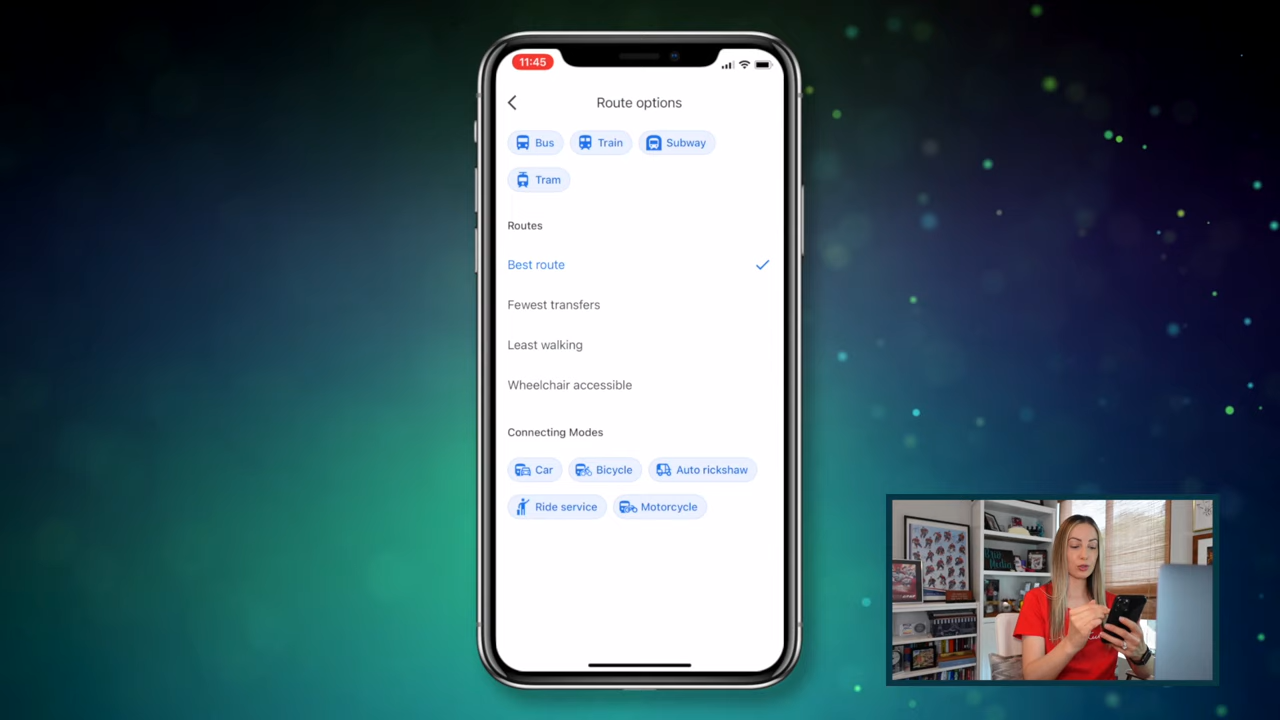 11:45
Route options
Bus Train Subway
Tram
Routes
Best route
Fewest transfers
Least walking
Wheelchair accessible
Connecting Modes
Car Bicycle Auto rickshaw
Ride service Motorcycle